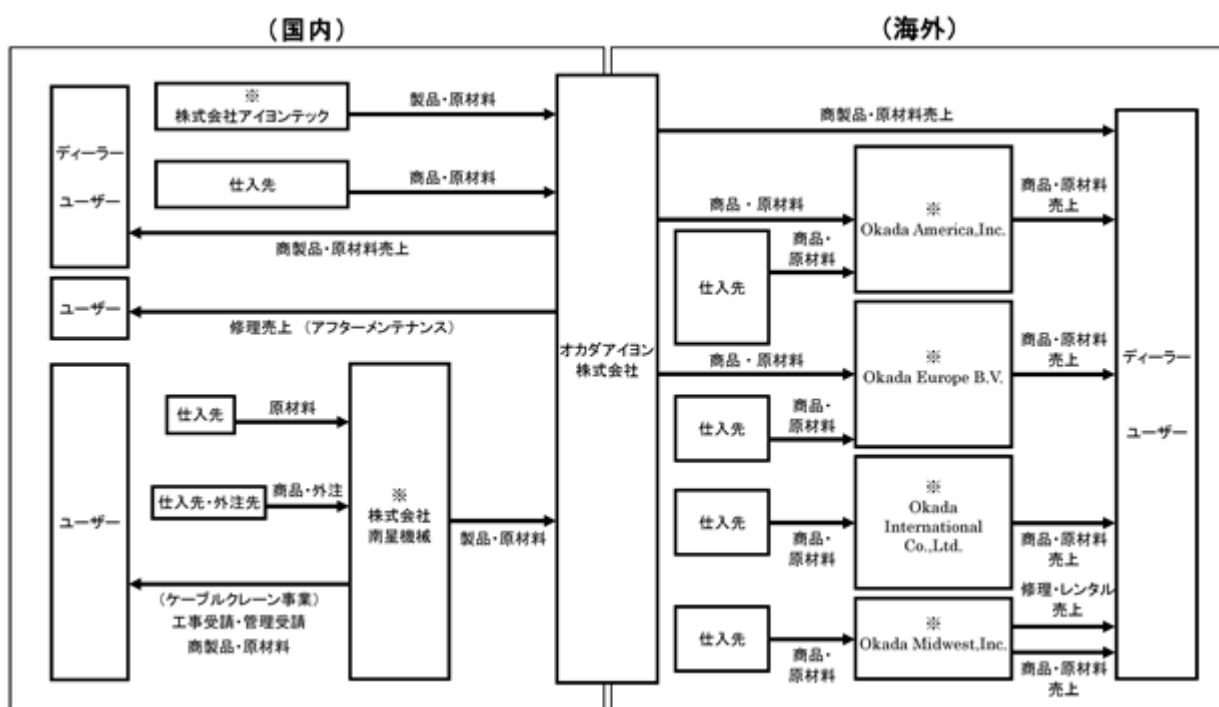 （国内）
（海外）
※
株式会社アイヨンテック
製品・原材料
ディーラー
ユーザー
仕入先
商品・原材料
商製品・原材料売上
ユーザー
修理売上 （アフターメンテナンス）
ユーザー
仕入先
原材料
仕入先・外注先
商品・外注
※
株式会社
南星機械
製品・原材料
（ケーブルクレーン事業）
工事受請・管理受請
商製品・原材料
オカダアイヨン
株式会社
商製品・原材料売上
商品・原材料
※
Okada America,Inc.
商品・原材料
売上
仕入先
商品・
原材料
商品・原材料
※
Okada Europe B.V.
商品・原材料
売上
仕入先
商品・
原材料
仕入先
商品・
原材料
※
Okada
International
Co.,Ltd.
商品・原材料
売上
仕入先
商品・
原材料
※
Okada Midwest,Inc.
修理・レンタル
売上
商品・原材料
売上
ディーラー
ユーザー